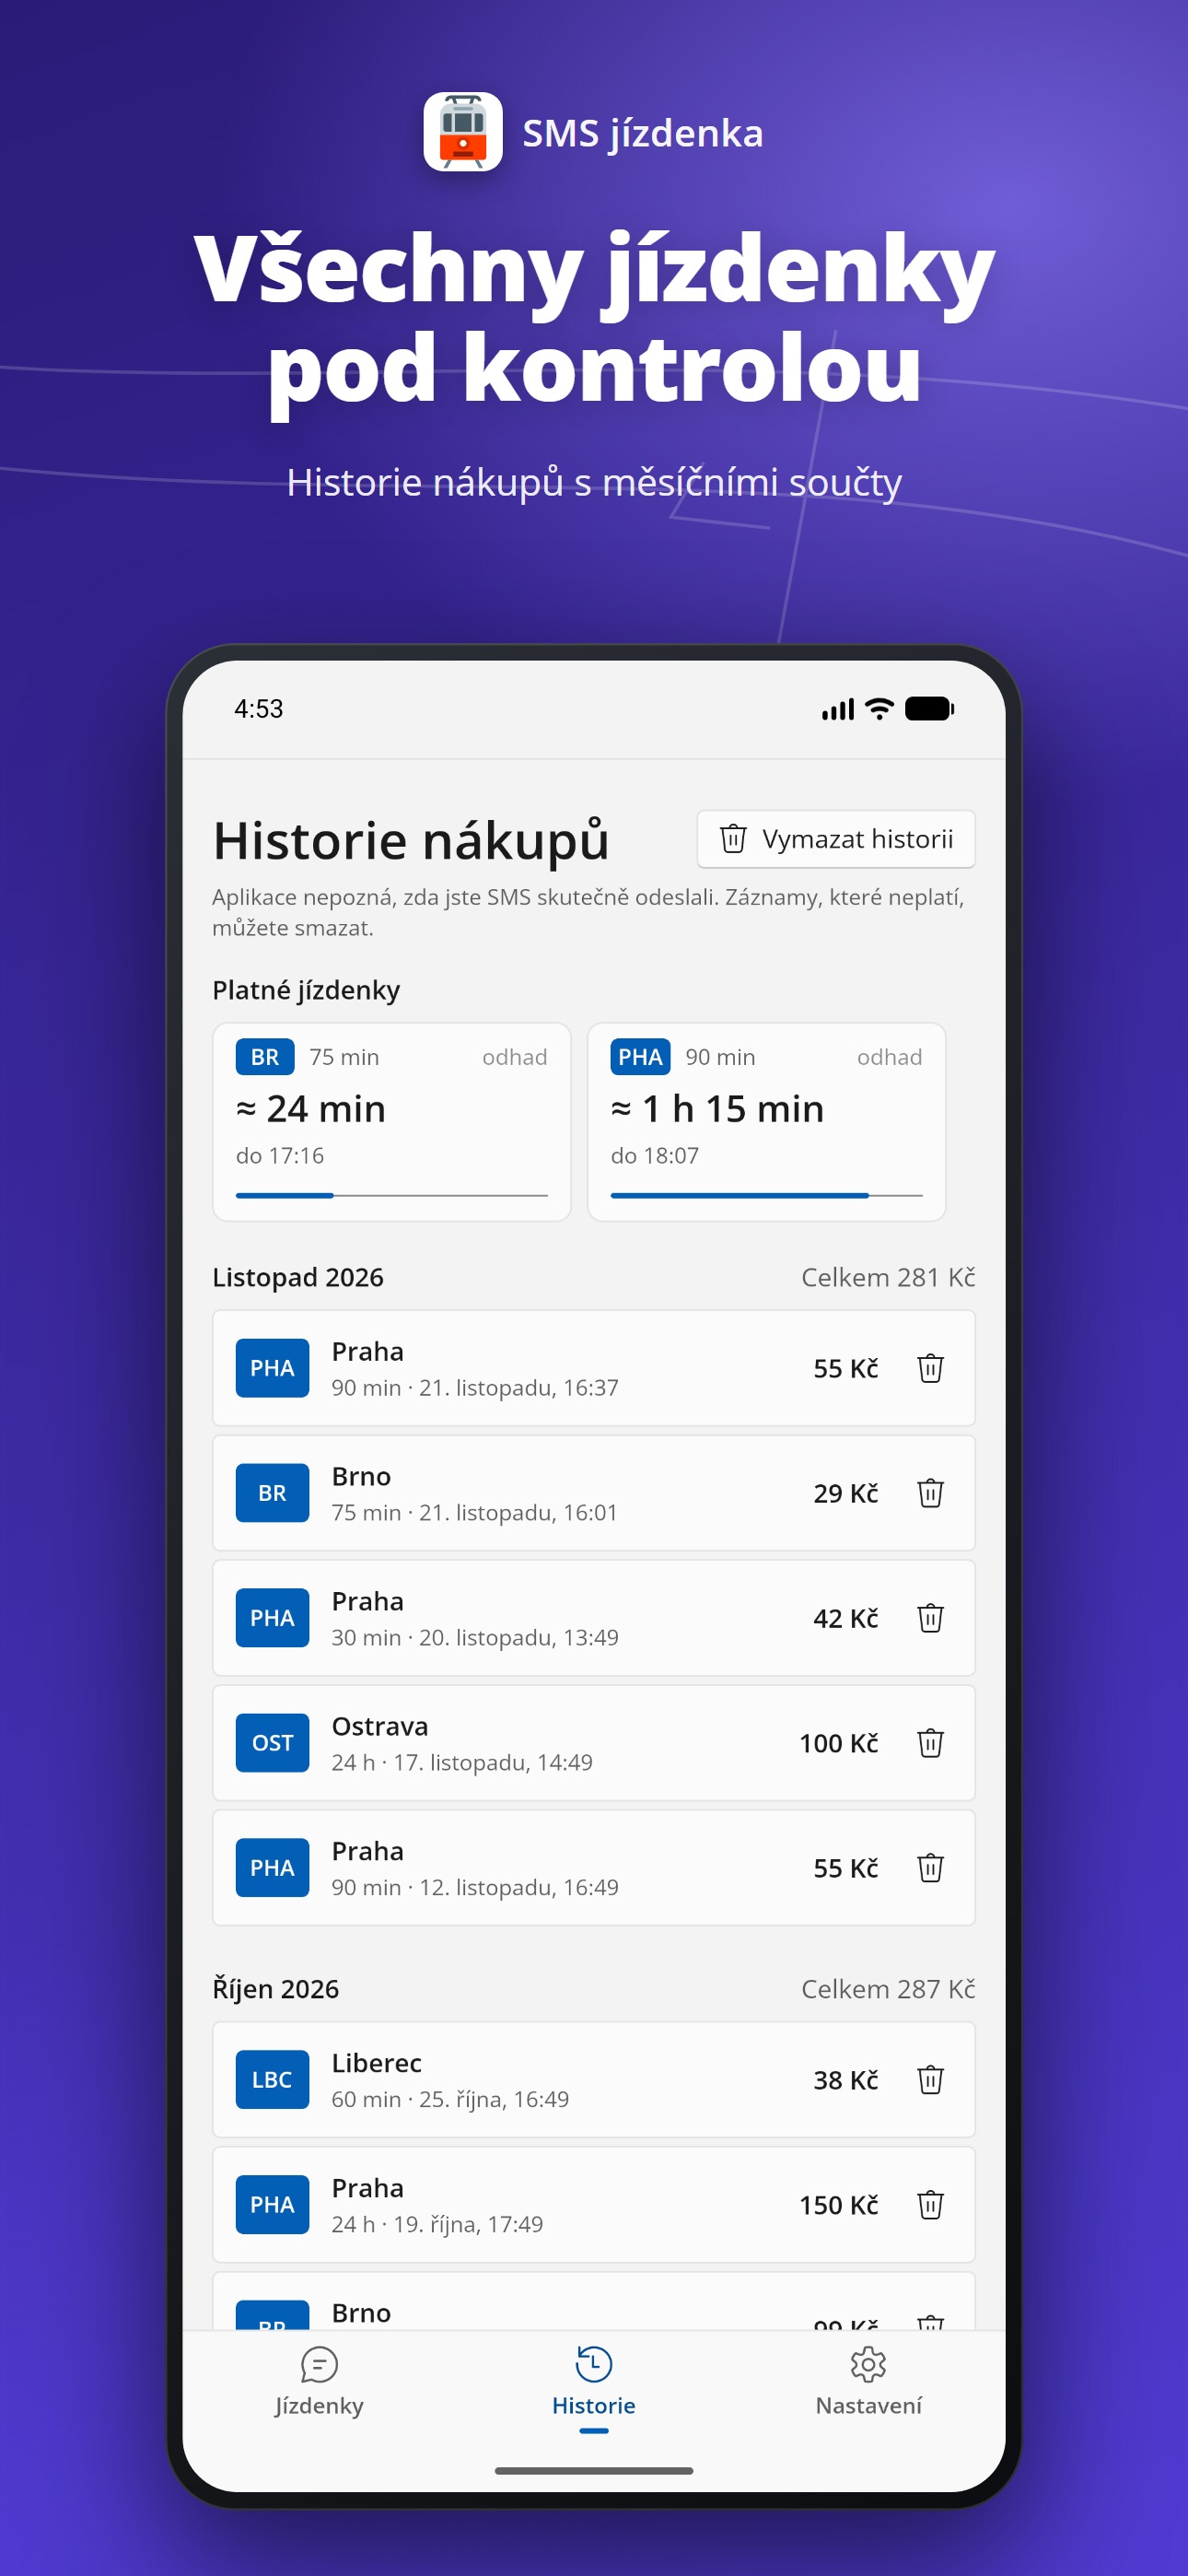 SMS jízdenka
Všechny jízdenky
pod kontrolou
Historie nákupů s měsíčními součty
4:53
Historie nákupů
Vymazat historii
Aplikace nepozná, zda jste SMS skutečně odeslali. Záznamy, které neplatí,
můžete smazat.
Platné jízdenky
BR 75 min odhad
≈ 24 min
do 17:16
PHA 90 min odhad
≈ 1 h 15 min
do 18:07
Listopad 2026 Celkem 281 Kč
PHA
Praha
90 min · 21. listopadu, 16:37
55 Kč
BR
Brno
75 min · 21. listopadu, 16:01
29 Kč
PHA
Praha
30 min · 20. listopadu, 13:49
42 Kč
OST
Ostrava
24 h · 17. listopadu, 14:49
100 Kč
PHA
Praha
90 min · 12. listopadu, 16:49
55 Kč
Říjen 2026 Celkem 287 Kč
LBC
Liberec
60 min · 25. října, 16:49
38 Kč
PHA
Praha
24 h · 19. října, 17:49
150 Kč
BR
Brno
99 Kč
Jízdenky
Historie
Nastavení